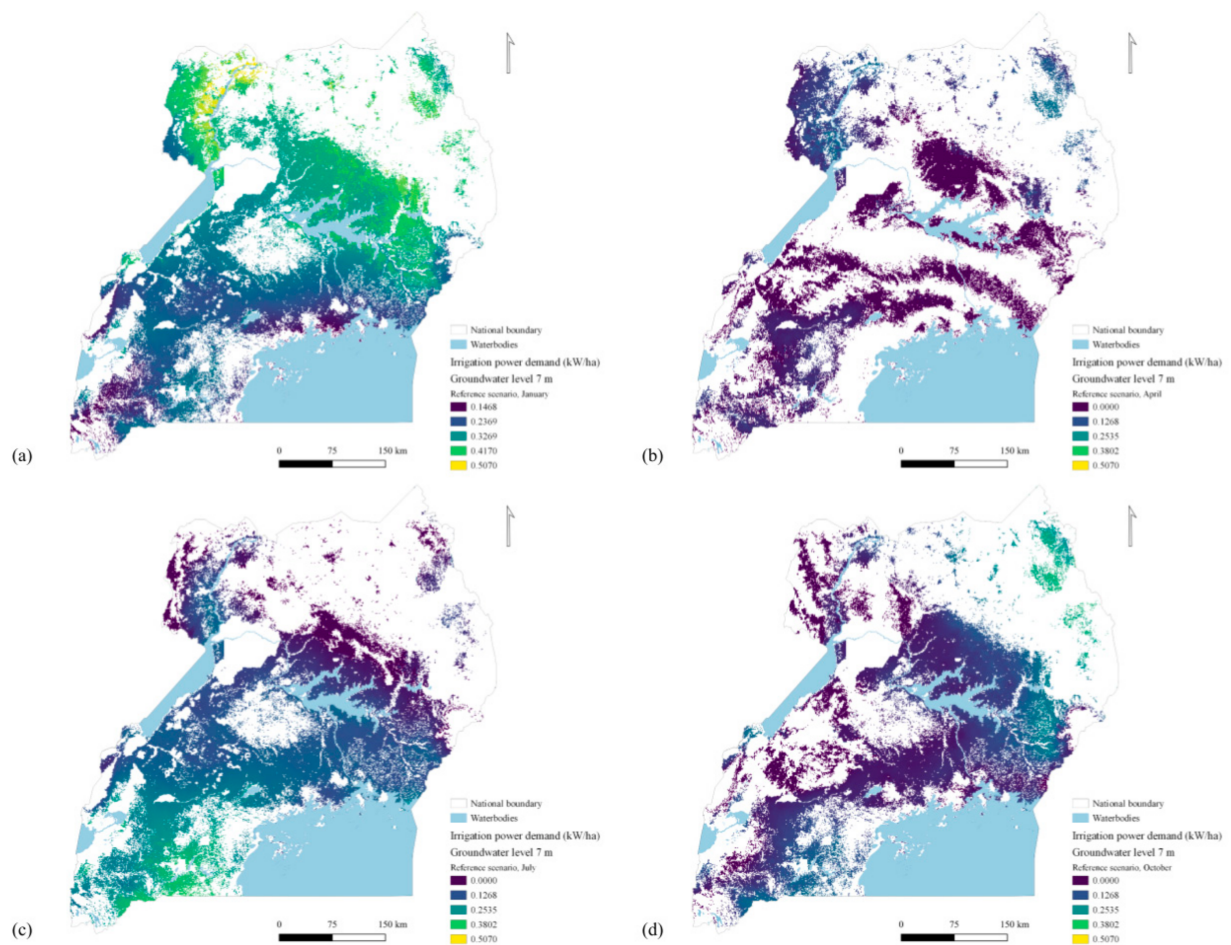 National boundary
Waterbodies
Irrigation power demand (kW/ha)
Groundwater level 7 m
Reference scenario, January
0.1468
0.2369
0.3269
0.4170
0.5070
0 75 150 km
(a)
National boundary
Waterbodies
Irrigation power demand (kW/ha)
Groundwater level 7 m
Reference scenario, April
0.0000
0.1268
0.2535
0.3802
0.5070
0 75 150 km
(b)
National boundary
Waterbodies
Irrigation power demand (kW/ha)
Groundwater level 7 m
Reference scenario, July
0.0000
0.1268
0.2535
0.3802
0.5070
0 75 150 km
(c)
National boundary
Waterbodies
Irrigation power demand (kW/ha)
Groundwater level 7 m
Reference scenario, October
0.0000
0.1268
0.2535
0.3802
0.5070
0 75 150 km
(d)